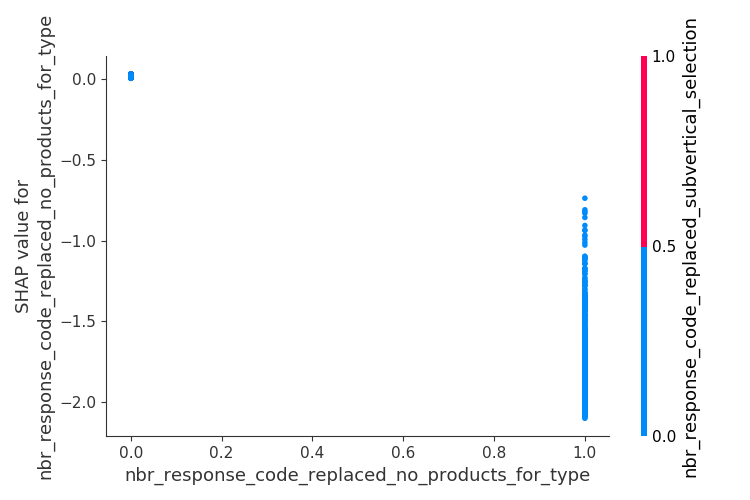 SHAP value for
nbr_response_code_replaced_no_products_for_type
0.0
−0.5
−1.0
−1.5
−2.0
0.0 0.2 0.4 0.6 0.8 1.0
nbr_response_code_replaced_no_products_for_type
1.0
0.5
0.0
nbr_response_code_replaced_subvertical_selection